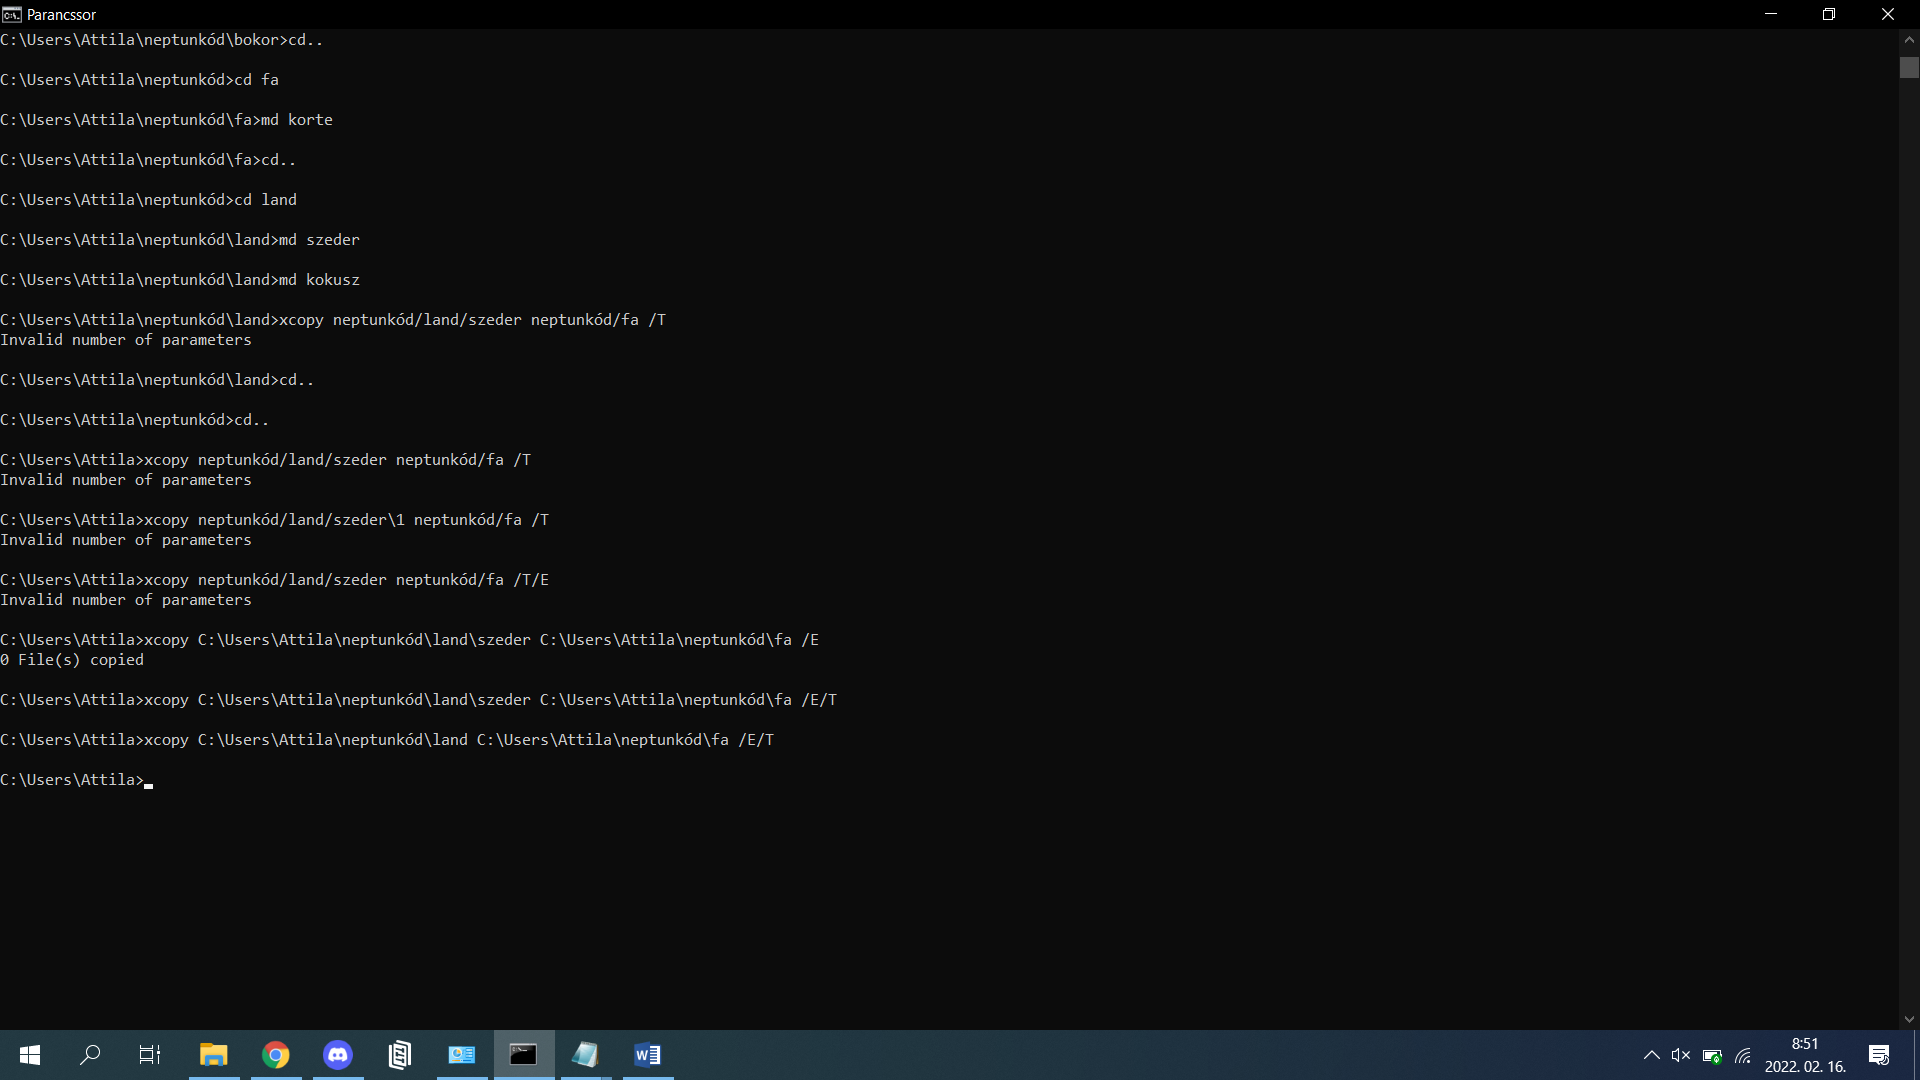 Parancssor
C:\Users\Attila\neptunkód\bokor>cd..
C:\Users\Attila\neptunkód>cd fa
C:\Users\Attila\neptunkód\fa>md korte
C:\Users\Attila\neptunkód\fa>cd..
C:\Users\Attila\neptunkód>cd land
C:\Users\Attila\neptunkód\land>md szeder
C:\Users\Attila\neptunkód\land>md kokusz
C:\Users\Attila\neptunkód\land>xcopy neptunkód/land/szeder neptunkód/fa /T
Invalid number of parameters
C:\Users\Attila\neptunkód\land>cd..
C:\Users\Attila\neptunkód>cd..
C:\Users\Attila>xcopy neptunkód/land/szeder neptunkód/fa /T
Invalid number of parameters
C:\Users\Attila>xcopy neptunkód/land/szeder\1 neptunkód/fa /T
Invalid number of parameters
C:\Users\Attila>xcopy neptunkód/land/szeder neptunkód/fa /T/E
Invalid number of parameters
C:\Users\Attila>xcopy C:\Users\Attila\neptunkód\land\szeder C:\Users\Attila\neptunkód\fa /E
0 File(s) copied
C:\Users\Attila>xcopy C:\Users\Attila\neptunkód\land\szeder C:\Users\Attila\neptunkód\fa /E/T
C:\Users\Attila>xcopy C:\Users\Attila\neptunkód\land C:\Users\Attila\neptunkód\fa /E/T
C:\Users\Attila>
8:51
2022. 02. 16.